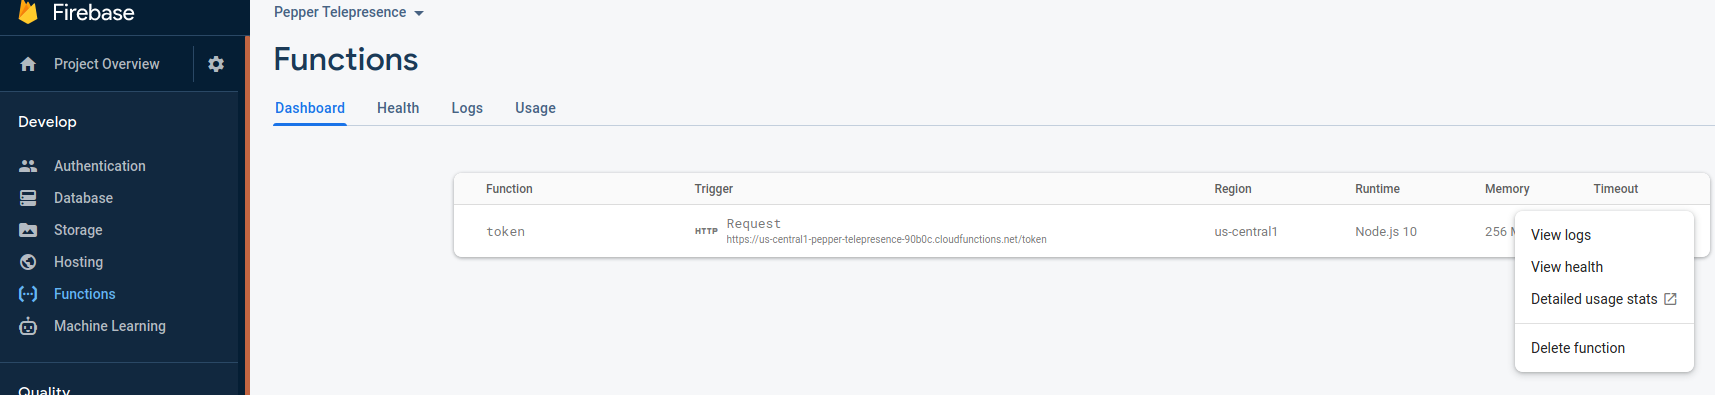 Firebase
Project Overview
Develop
Authentication
Database
Storage
Hosting
Functions
Machine Learning
Quality
Pepper Telepresence
Functions
Dashboard Health Logs Usage
Function Trigger Region Runtime Memory Timeout
token HTTP Request us-central1 Node.js 10 256
https://us-central1-pepper-telepresence-90b0c.cloudfunctions.net/token
View logs
View health
Detailed usage stats
Delete function